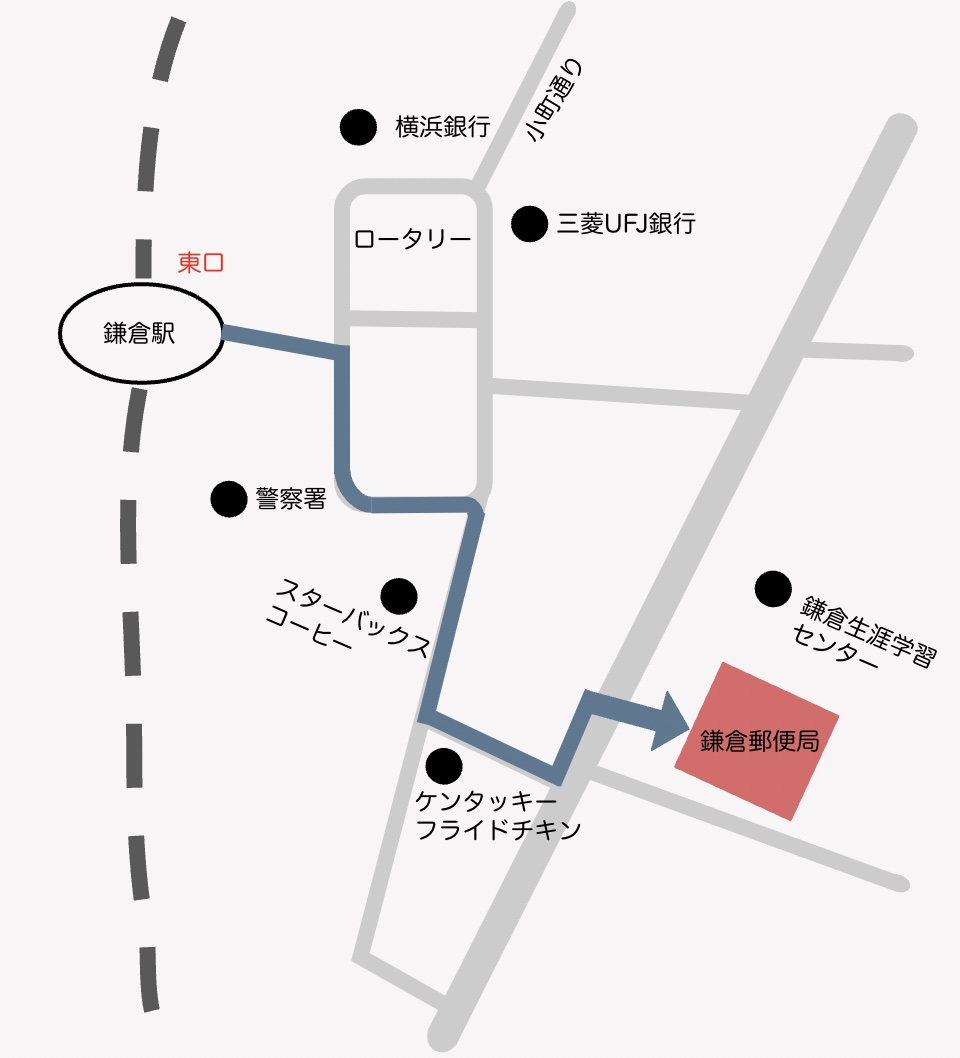 小町通り
横浜銀行
三菱UFJ銀行
ロータリー
東口
鎌倉駅
警察署
スターバックス
コーヒー
鎌倉生涯学習
センター
鎌倉郵便局
ケンタッキー
フライドチキン